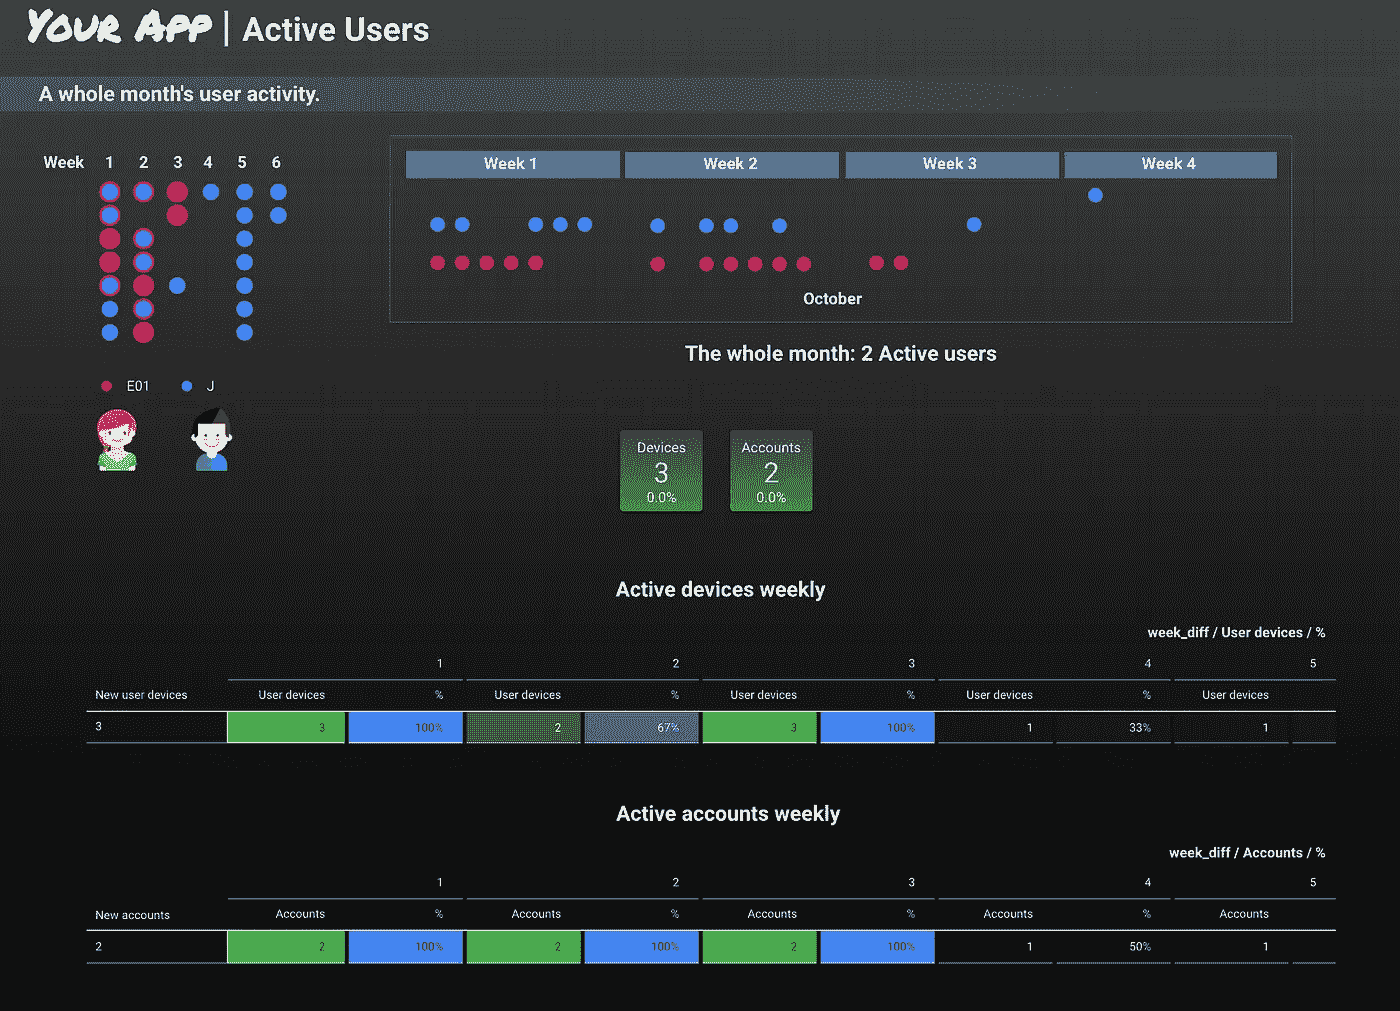 Your App | Active Users
A whole month's user activity.
Week 1 2 3 4 5 6
Week 1 Week 2 Week 3 Week 4
October
The whole month: 2 Active users
E01 J
Devices Accounts
3 2
0.0% 0.0%
Active devices weekly
week_diff / User devices / %
1 2 3 4 5
New user devices User devices % User devices % User devices % User devices % User devices
3 3 100% 2 67% 3 100% 1 33% 1
Active accounts weekly
week_diff / Accounts / %
1 2 3 4 5
New accounts Accounts % Accounts % Accounts % Accounts % Accounts
2 2 100% 2 100% 2 100% 1 50% 1